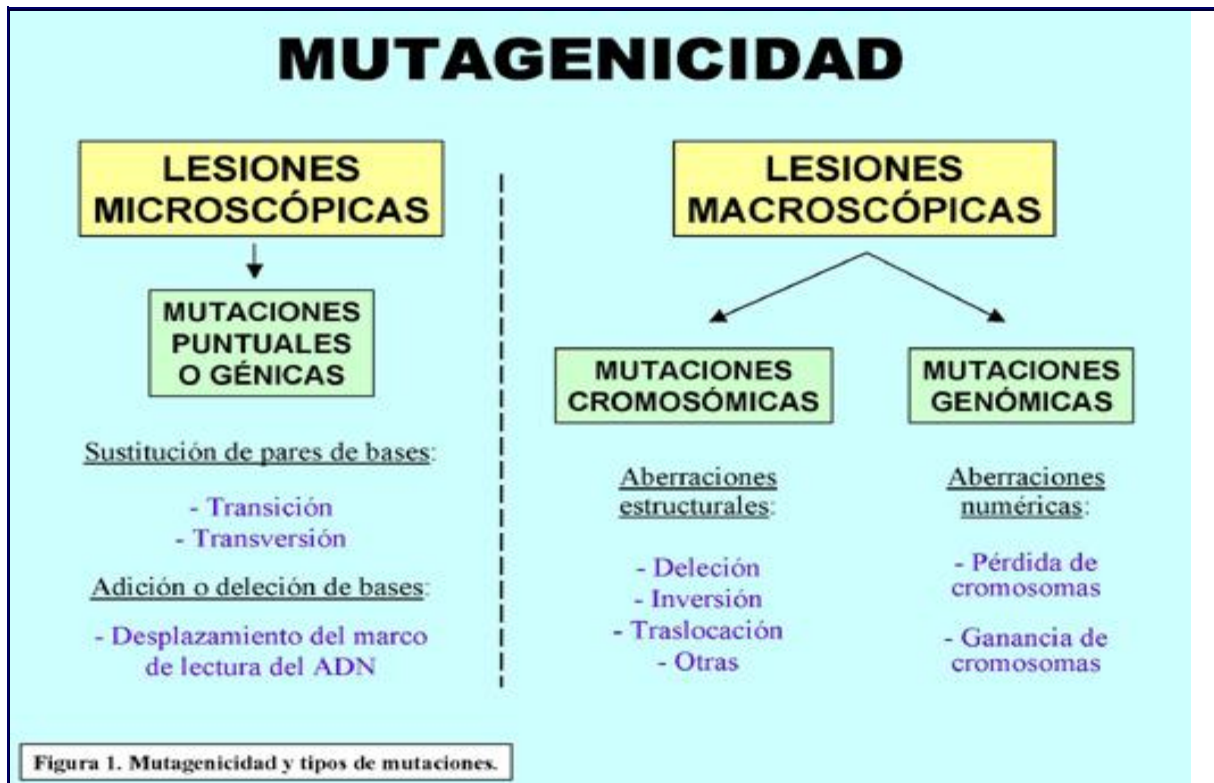 MUTAGENICIDAD
LESIONES
MICROSCÓPICAS
MUTACIONES
PUNTUALES
O GÉNICAS
Sustitución de pares de bases:
- Transición
- Transversión
Adición o deleción de bases:
- Desplazamiento del marco
de lectura del ADN
LESIONES
MACROSCÓPICAS
MUTACIONES
CROMOSÓMICAS
Aberraciones
estructurales:
- Deleción
- Inversión
- Traslocación
- Otras
MUTACIONES
GENÓMICAS
Aberraciones
numéricas:
- Pérdida de
cromosomas
- Ganancia de
cromosomas
Figura 1. Mutagenicidad y tipos de mutaciones.